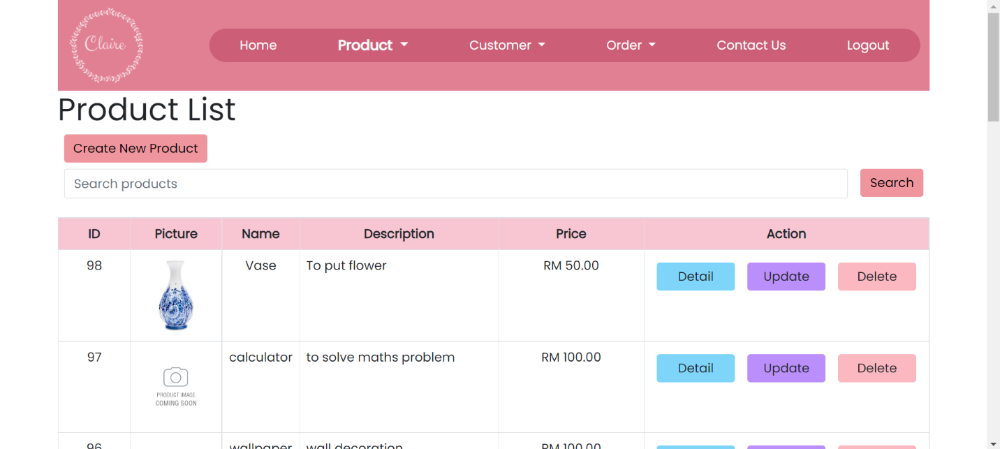 Claire
Home Product Customer Order Contact Us Logout
Product List
Create New Product
Search products Search
ID Picture Name Description Price Action
98 Vase To put flower RM 50.00 Detail Update Delete
97 calculator to solve maths problem RM 100.00 Detail Update Delete
PRODUCT IMAGE
COMING SOON
96 wallpaper wall decoration RM 100.00